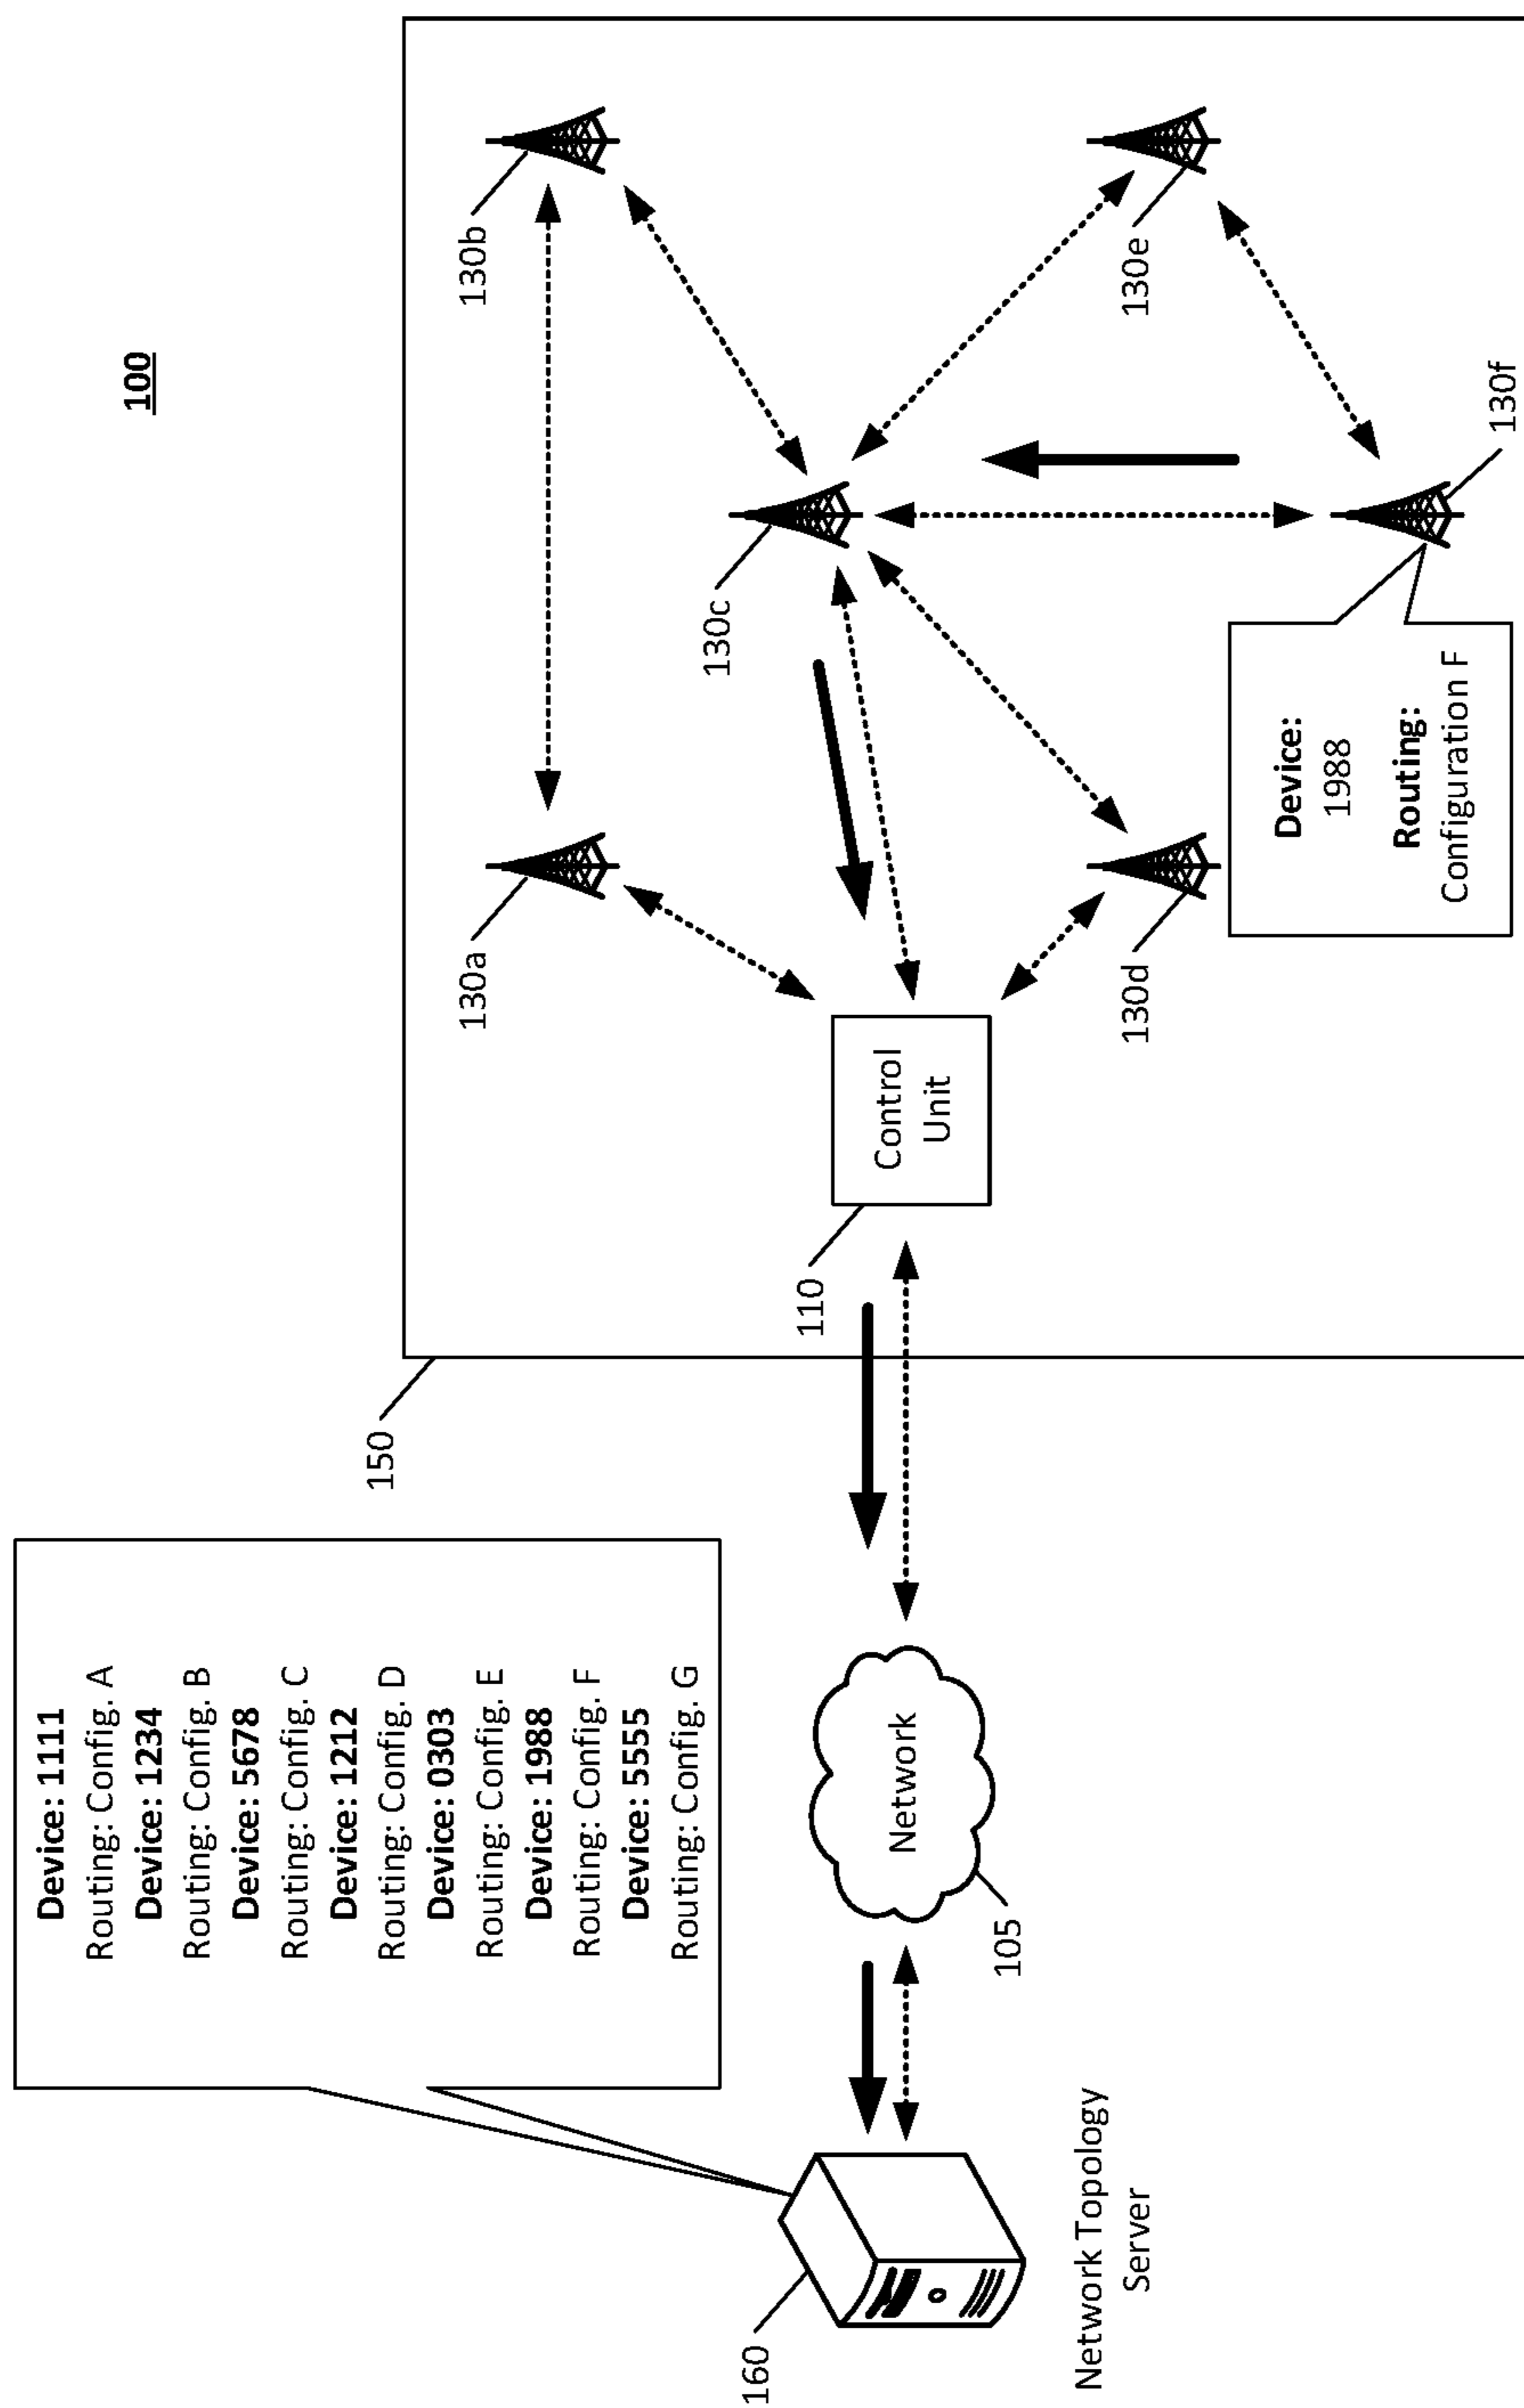 100
Device: 1111
Routing: Config. A
Device: 1234
Routing: Config. B
Device: 5678
Routing: Config. C
Device: 1212
Routing: Config. D
Device: 0303
Routing: Config. E
Device: 1988
Routing: Config. F
Device: 5555
Routing: Config. G
150
130a
130b
130c
160
Network Topology
Server
Network
105
110
Control
Unit
130d
130e
Device:
1988
Routing:
Configuration F
130f